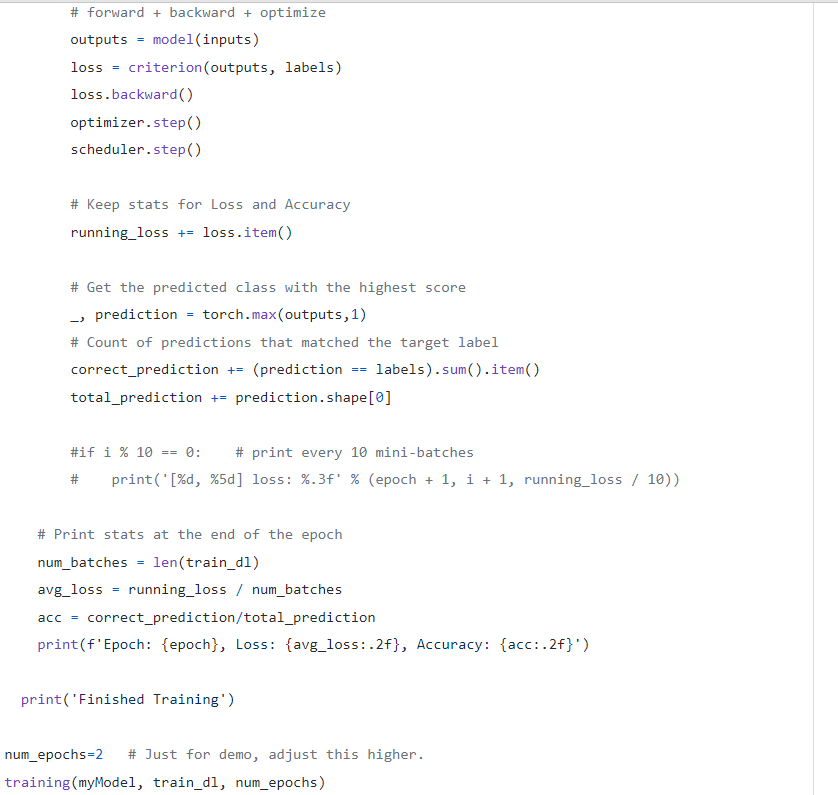 # forward + backward + optimize
outputs = model(inputs)
loss = criterion(outputs, labels)
loss.backward()
optimizer.step()
scheduler.step()
# Keep stats for Loss and Accuracy
running_loss += loss.item()
# Get the predicted class with the highest score
_, prediction = torch.max(outputs,1)
# Count of predictions that matched the target label
correct_prediction += (prediction == labels).sum().item()
total_prediction += prediction.shape[0]
#if i % 10 == 0:    # print every 10 mini-batches
#    print('[%d, %5d] loss: %.3f' % (epoch + 1, i + 1, running_loss / 10))
# Print stats at the end of the epoch
num_batches = len(train_dl)
avg_loss = running_loss / num_batches
acc = correct_prediction/total_prediction
print(f'Epoch: {epoch}, Loss: {avg_loss:.2f}, Accuracy: {acc:.2f}')
print('Finished Training')
num_epochs=2   # Just for demo, adjust this higher.
training(myModel, train_dl, num_epochs)